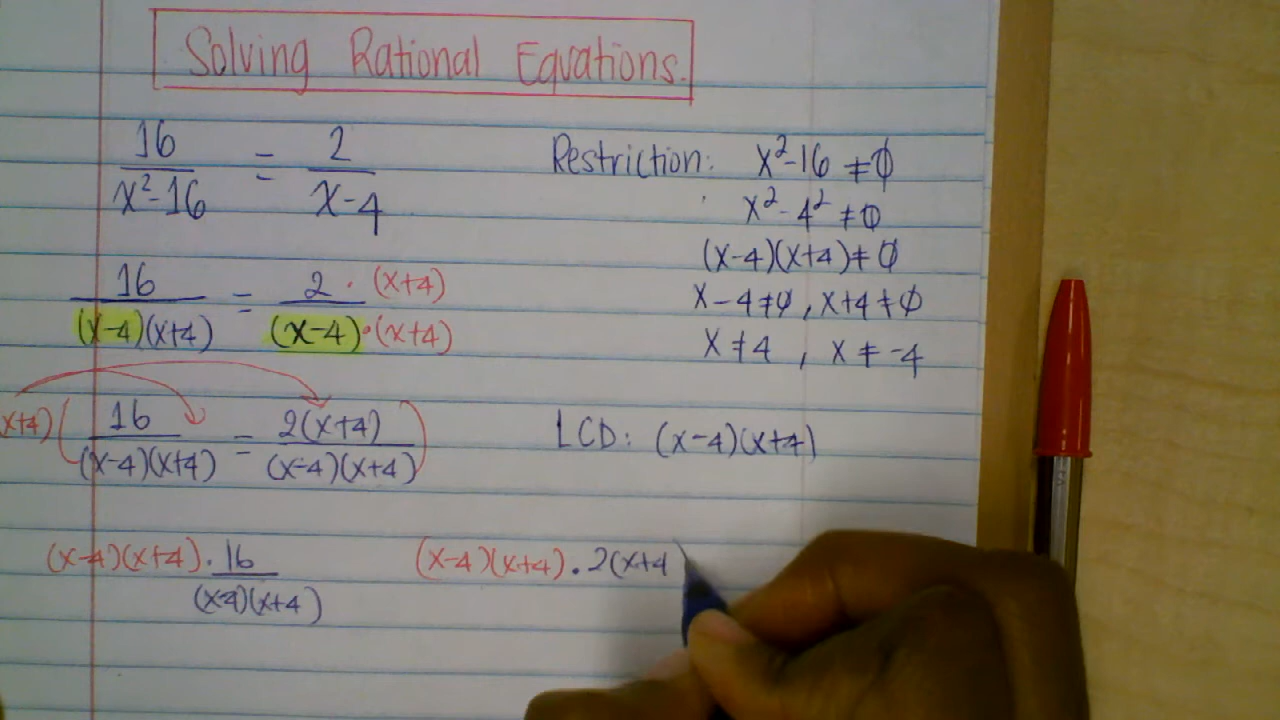 Solving Rational Equations.
16/(x²-16) = 2/(x-4)
Restriction: x²-16 ≠ 0
x² - 4² ≠ 0
(x-4)(x+4) ≠ 0
x-4 ≠ 0, x+4 ≠ 0
x ≠ 4, x ≠ -4
16/((x-4)(x+4)) = 2·(x+4)/((x-4)·(x+4))
x+4) (16/((x-4)(x+4)) = 2(x+4)/((x-4)(x+4)))
LCD: (x-4)(x+4)
(x-4)(x+4)·16/((x-4)(x+4)) (x-4)(x+4)·2(x+4)